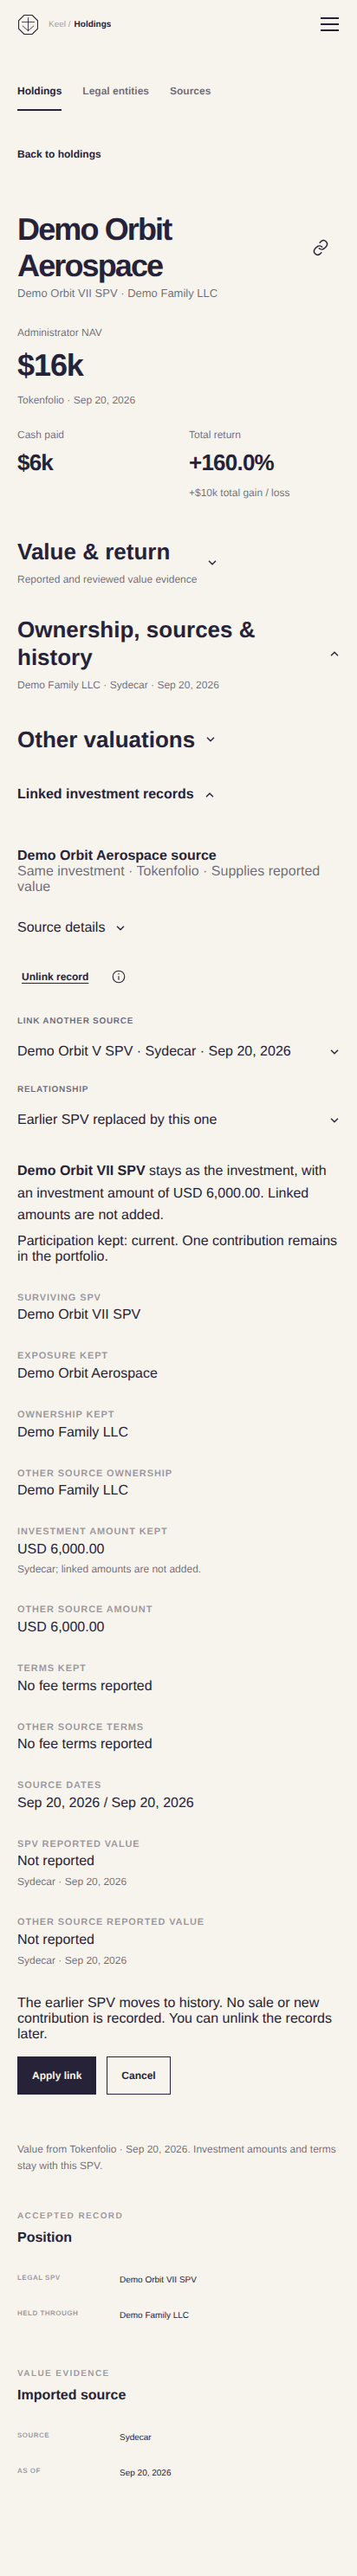 Keel / Holdings
Holdings Legal entities Sources
Back to holdings
Demo Orbit
Aerospace
Demo Orbit VII SPV · Demo Family LLC
Administrator NAV
$16k
Tokenfolio · Sep 20, 2026
Cash paid
$6k
Total return
+160.0%
+$10k total gain / loss
Value & return
Reported and reviewed value evidence
Ownership, sources &
history
Demo Family LLC · Sydecar · Sep 20, 2026
Other valuations
Linked investment records
Demo Orbit Aerospace source
Same investment · Tokenfolio · Supplies reported
value
Source details
Unlink record
LINK ANOTHER SOURCE
Demo Orbit V SPV · Sydecar · Sep 20, 2026
RELATIONSHIP
Earlier SPV replaced by this one
Demo Orbit VII SPV stays as the investment, with
an investment amount of USD 6,000.00. Linked
amounts are not added.
Participation kept: current. One contribution remains
in the portfolio.
SURVIVING SPV
Demo Orbit VII SPV
EXPOSURE KEPT
Demo Orbit Aerospace
OWNERSHIP KEPT
Demo Family LLC
OTHER SOURCE OWNERSHIP
Demo Family LLC
INVESTMENT AMOUNT KEPT
USD 6,000.00
Sydecar; linked amounts are not added.
OTHER SOURCE AMOUNT
USD 6,000.00
TERMS KEPT
No fee terms reported
OTHER SOURCE TERMS
No fee terms reported
SOURCE DATES
Sep 20, 2026 / Sep 20, 2026
SPV REPORTED VALUE
Not reported
Sydecar · Sep 20, 2026
OTHER SOURCE REPORTED VALUE
Not reported
Sydecar · Sep 20, 2026
The earlier SPV moves to history. No sale or new
contribution is recorded. You can unlink the records
later.
Apply link Cancel
Value from Tokenfolio · Sep 20, 2026. Investment amounts and terms
stay with this SPV.
ACCEPTED RECORD
Position
LEGAL SPV Demo Orbit VII SPV
HELD THROUGH Demo Family LLC
VALUE EVIDENCE
Imported source
SOURCE Sydecar
AS OF Sep 20, 2026